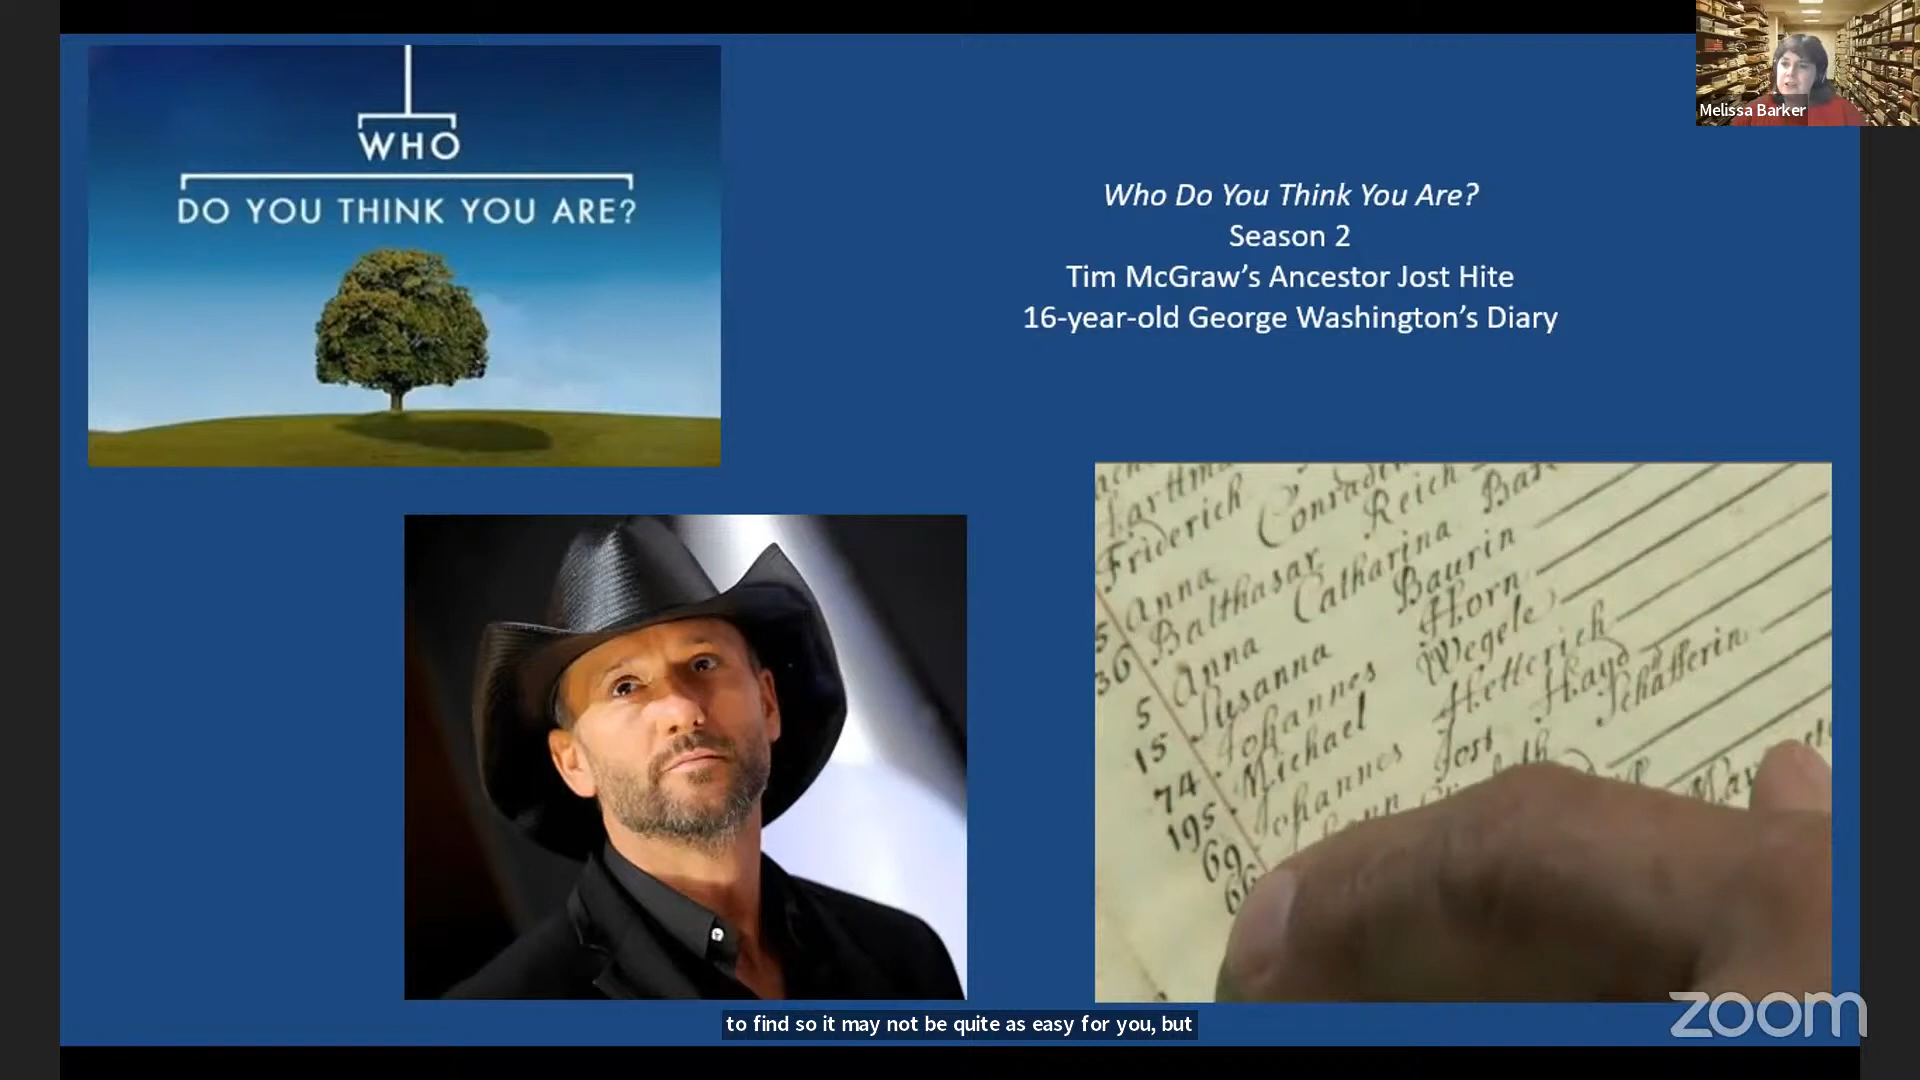 WHO
DO YOU THINK YOU ARE?
Melissa Barker
Who Do You Think You Are?
Season 2
Tim McGraw's Ancestor Jost Hite
16-year-old George Washington's Diary
Friderich Conrad
Anna Reich
5 Balthasar
36 Anna Catharina Baurin
5 Susanna Horn
15 Johannes Wegele
74 Michael Hetterich
195 Johannes Jost Hayd
69 Schäfferin
66
to find so it may not be quite as easy for you, but
zoom